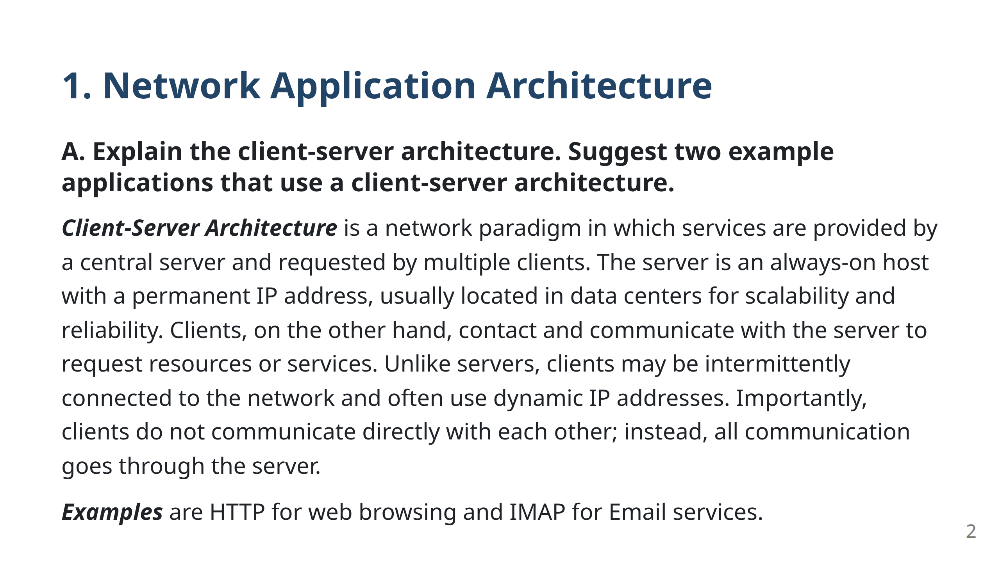 1. Network Application Architecture
A. Explain the client-server architecture. Suggest two example
applications that use a client-server architecture.
Client-Server Architecture is a network paradigm in which services are provided by
a central server and requested by multiple clients. The server is an always-on host
with a permanent IP address, usually located in data centers for scalability and
reliability. Clients, on the other hand, contact and communicate with the server to
request resources or services. Unlike servers, clients may be intermittently
connected to the network and often use dynamic IP addresses. Importantly,
clients do not communicate directly with each other; instead, all communication
goes through the server.
Examples are HTTP for web browsing and IMAP for Email services.
2